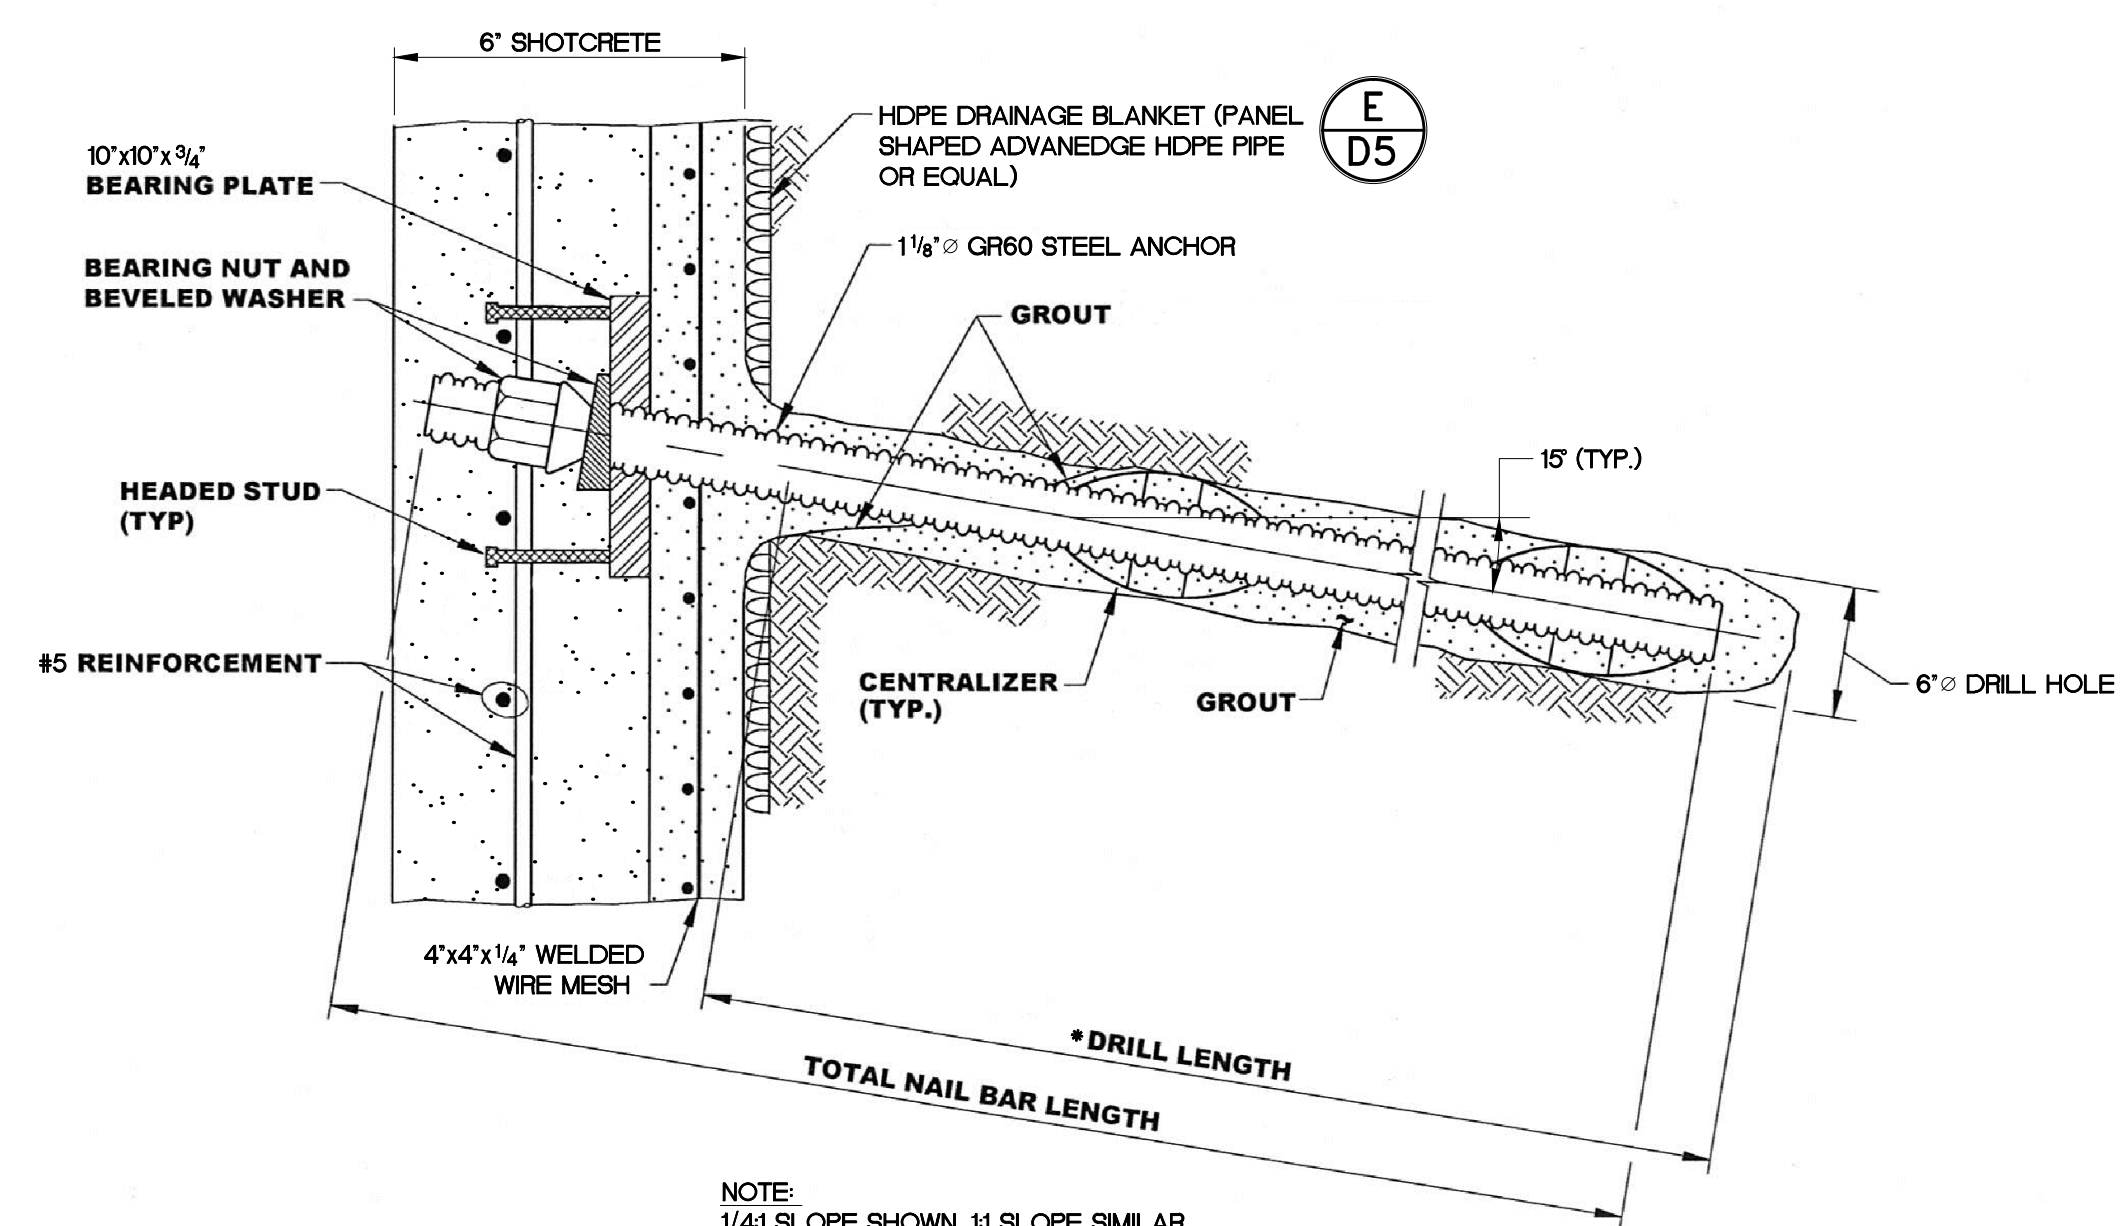 6" SHOTCRETE
HDPE DRAINAGE BLANKET (PANEL
SHAPED ADVANEDGE HDPE PIPE
OR EQUAL)
E
D5
10"x10"x 3/4"
BEARING PLATE
1 1/8"⌀ GR60 STEEL ANCHOR
BEARING NUT AND
BEVELED WASHER
GROUT
15° (TYP.)
HEADED STUD
(TYP)
#5 REINFORCEMENT
CENTRALIZER
(TYP.)
GROUT
6"⌀ DRILL HOLE
4"x4"x1/4" WELDED
WIRE MESH
*DRILL LENGTH
TOTAL NAIL BAR LENGTH
NOTE:
1/4:1 SLOPE SHOWN, 1:1 SLOPE SIMILAR